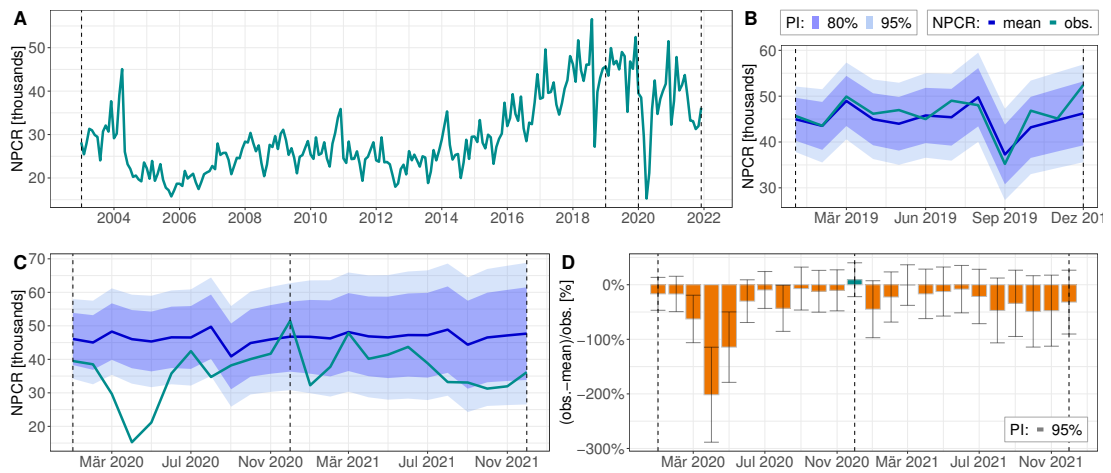 A
NPCR [thousands]
50
40
30
20
2004 2006 2008 2010 2012 2014 2016 2018 2020 2022
PI: 80% 95% NPCR: mean obs.
B
NPCR [thousands]
60
50
40
30
Mär 2019 Jun 2019 Sep 2019 Dez 2019
C
NPCR [thousands]
70
60
50
40
30
20
Mär 2020 Jul 2020 Nov 2020 Mär 2021 Jul 2021 Nov 2021
D
(obs.−mean)/obs. [%]
0%
−100%
−200%
−300%
PI: 95%
Mär 2020 Jul 2020 Nov 2020 Mär 2021 Jul 2021 Nov 2021